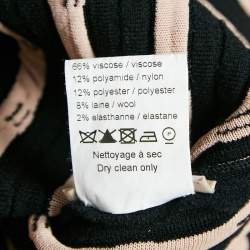 66% viscose / viscose
12% polyamide / nylon
12% polyester / polyester
8% laine / wool
2% elasthanne / elastane
Nettoyage à sec
Dry clean only